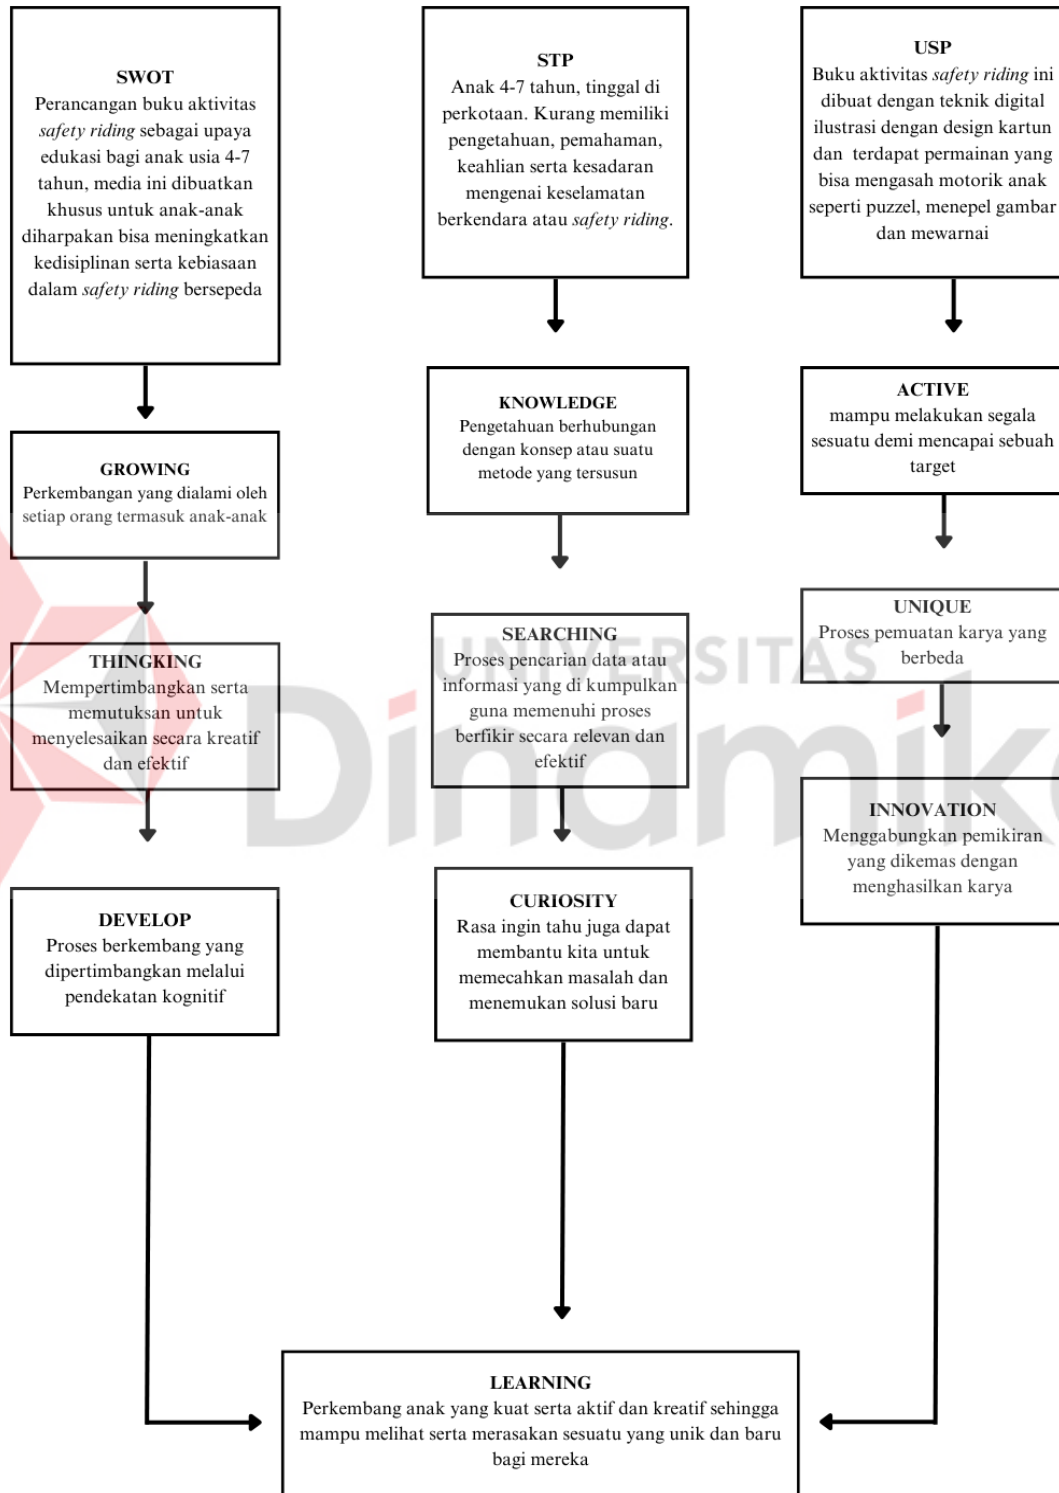 SWOT
Perancangan buku aktivitas
safety riding sebagai upaya
edukasi bagi anak usia 4-7
tahun, media ini dibuatkan
khusus untuk anak-anak
diharpakan bisa meningkatkan
kedisiplinan serta kebiasaan
dalam safety riding bersepeda
GROWING
Perkembangan yang dialami oleh
setiap orang termasuk anak-anak
THINGKING
Mempertimbangkan serta
memutuksan untuk
menyelesaikan secara kreatif
dan efektif
DEVELOP
Proses berkembang yang
dipertimbangkan melalui
pendekatan kognitif
STP
Anak 4-7 tahun, tinggal di
perkotaan. Kurang memiliki
pengetahuan, pemahaman,
keahlian serta kesadaran
mengenai keselamatan
berkendara atau safety riding.
KNOWLEDGE
Pengetahuan berhubungan
dengan konsep atau suatu
metode yang tersusun
SEARCHING
Proses pencarian data atau
informasi yang di kumpulkan
guna memenuhi proses
berfikir secara relevan dan
efektif
CURIOSITY
Rasa ingin tahu juga dapat
membantu kita untuk
memecahkan masalah dan
menemukan solusi baru
USP
Buku aktivitas safety riding ini
dibuat dengan teknik digital
ilustrasi dengan design kartun
dan terdapat permainan yang
bisa mengasah motorik anak
seperti puzzel, menepel gambar
dan mewarnai
ACTIVE
mampu melakukan segala
sesuatu demi mencapai sebuah
target
UNIQUE
Proses pemuatan karya yang
berbeda
INNOVATION
Menggabungkan pemikiran
yang dikemas dengan
menghasilkan karya
LEARNING
Perkembang anak yang kuat serta aktif dan kreatif sehingga
mampu melihat serta merasakan sesuatu yang unik dan baru
bagi mereka
UNIVERSITAS
Dinamika